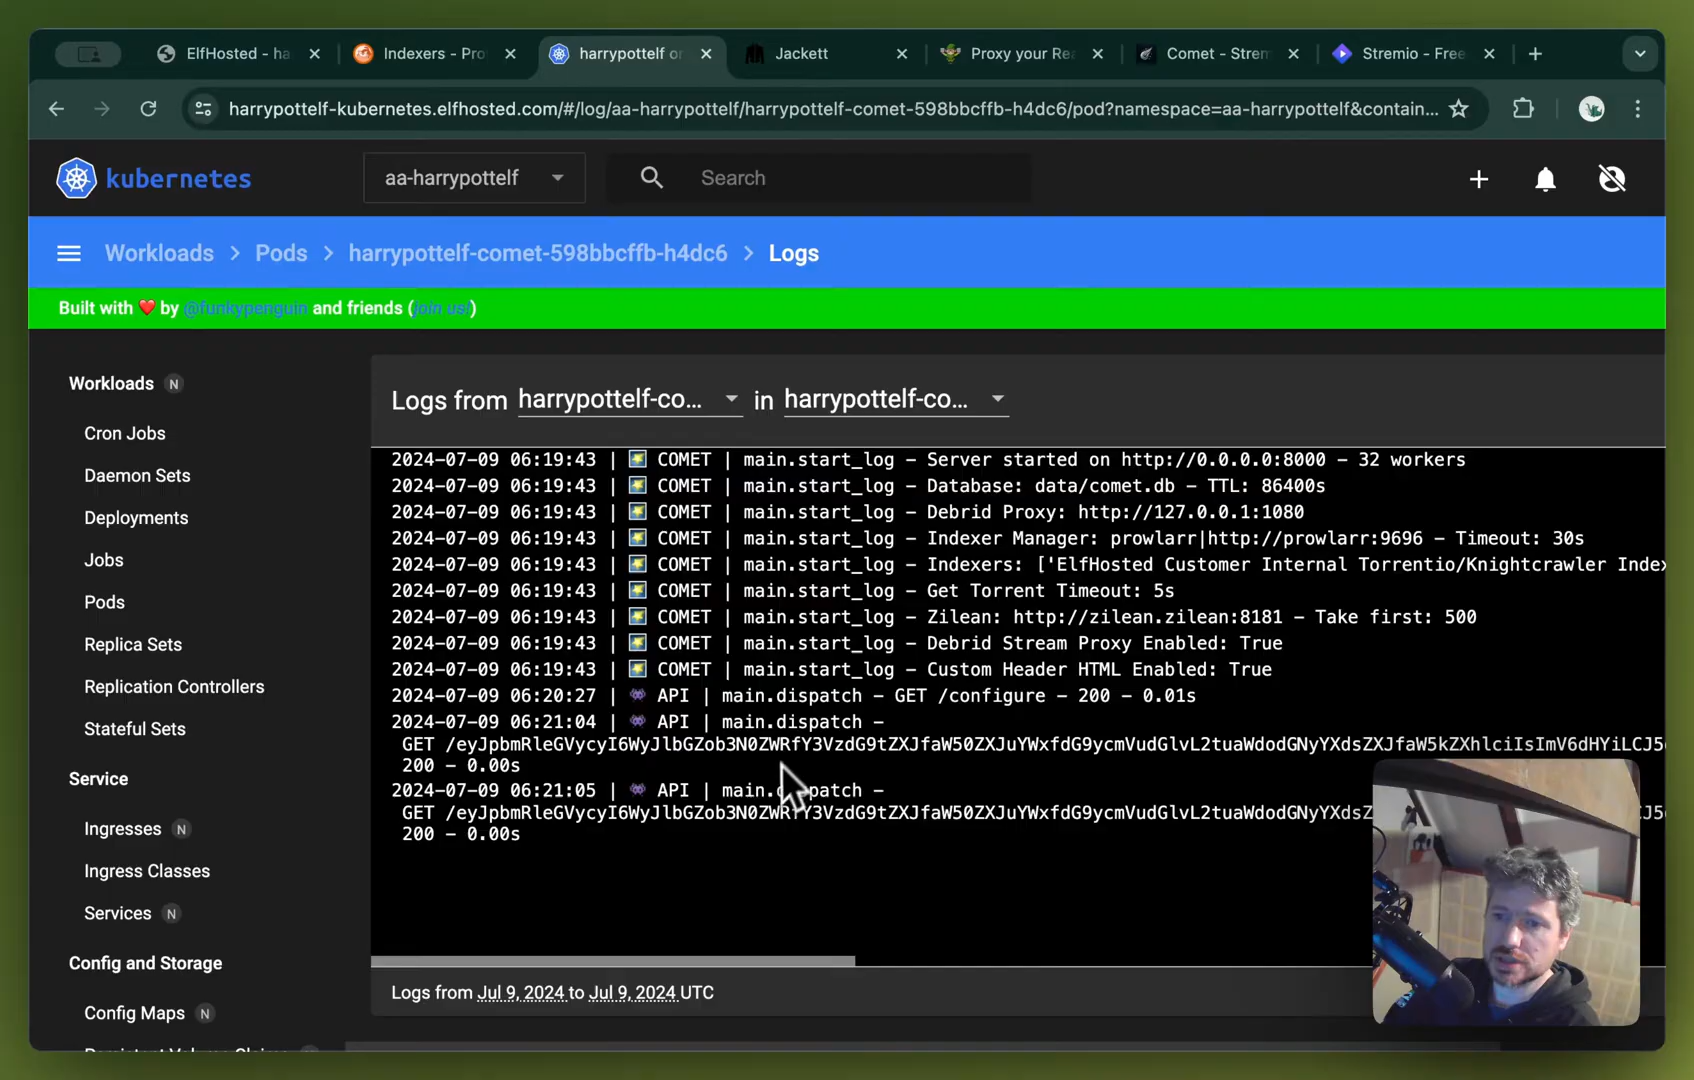 ElfHosted - ha
Indexers - Pro
harrypottelf on
Jackett
Proxy your Rea
Comet - Strem
Stremio - Free
harrypottelf-kubernetes.elfhosted.com/#/log/aa-harrypottelf/harrypottelf-comet-598bbcffb-h4dc6/pod?namespace=aa-harrypottelf&contain...
kubernetes
aa-harrypottelf
Search
Workloads > Pods > harrypottelf-comet-598bbcffb-h4dc6 > Logs
Built with ❤️ by @funkypenguin and friends (join us!)
Workloads N
Cron Jobs
Daemon Sets
Deployments
Jobs
Pods
Replica Sets
Replication Controllers
Stateful Sets
Service
Ingresses N
Ingress Classes
Services N
Config and Storage
Config Maps N
Logs from harrypottelf-co... in harrypottelf-co...
2024-07-09 06:19:43 | 🌠 COMET | main.start_log - Server started on http://0.0.0.0:8000 - 32 workers
2024-07-09 06:19:43 | 🌠 COMET | main.start_log - Database: data/comet.db - TTL: 86400s
2024-07-09 06:19:43 | 🌠 COMET | main.start_log - Debrid Proxy: http://127.0.0.1:1080
2024-07-09 06:19:43 | 🌠 COMET | main.start_log - Indexer Manager: prowlarr|http://prowlarr:9696 - Timeout: 30s
2024-07-09 06:19:43 | 🌠 COMET | main.start_log - Indexers: ['ElfHosted Customer Internal Torrentio/Knightcrawler Index
2024-07-09 06:19:43 | 🌠 COMET | main.start_log - Get Torrent Timeout: 5s
2024-07-09 06:19:43 | 🌠 COMET | main.start_log - Zilean: http://zilean.zilean:8181 - Take first: 500
2024-07-09 06:19:43 | 🌠 COMET | main.start_log - Debrid Stream Proxy Enabled: True
2024-07-09 06:19:43 | 🌠 COMET | main.start_log - Custom Header HTML Enabled: True
2024-07-09 06:20:27 | 👾 API | main.dispatch - GET /configure - 200 - 0.01s
2024-07-09 06:21:04 | 👾 API | main.dispatch -
GET /eyJpbmRleGVycyI6WyJlbGZob3N0ZWRfY3VzdG9tZXJfaW50ZXJuYWxfdG9ycmVudGlvL2tuaWdodGNyYXdsZXJfaW5kZXhlciIsImV6dHYiLCJ5
200 - 0.00s
2024-07-09 06:21:05 | 👾 API | main.dispatch -
GET /eyJpbmRleGVycyI6WyJlbGZob3N0ZWRfY3VzdG9tZXJfaW50ZXJuYWxfdG9ycmVudGlvL2tuaWdodGNyYXdsZ
200 - 0.00s
Logs from Jul 9, 2024 to Jul 9, 2024 UTC